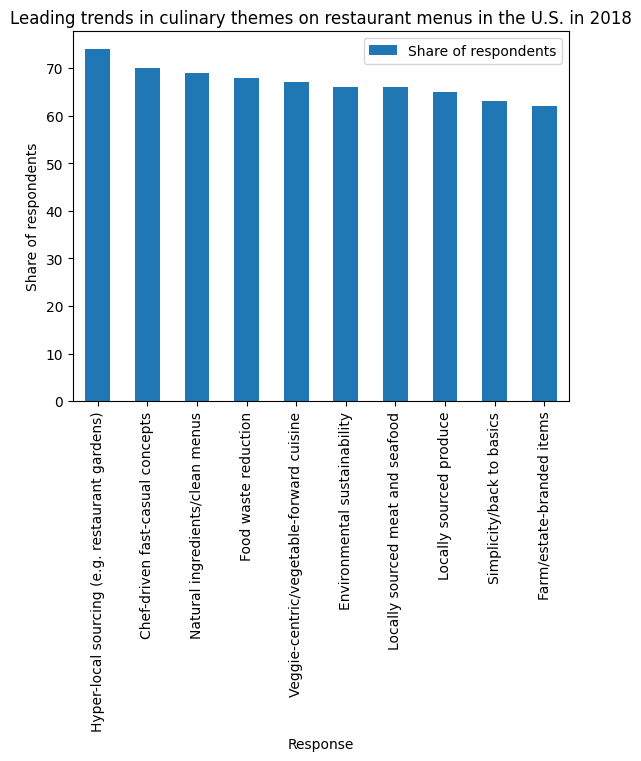 Leading trends in culinary themes on restaurant menus in the U.S. in 2018
Share of respondents
Share of respondents
70
60
50
40
30
20
10
0
Hyper-local sourcing (e.g. restaurant gardens)
Chef-driven fast-casual concepts
Natural ingredients/clean menus
Food waste reduction
Veggie-centric/vegetable-forward cuisine
Environmental sustainability
Locally sourced meat and seafood
Locally sourced produce
Simplicity/back to basics
Farm/estate-branded items
Response